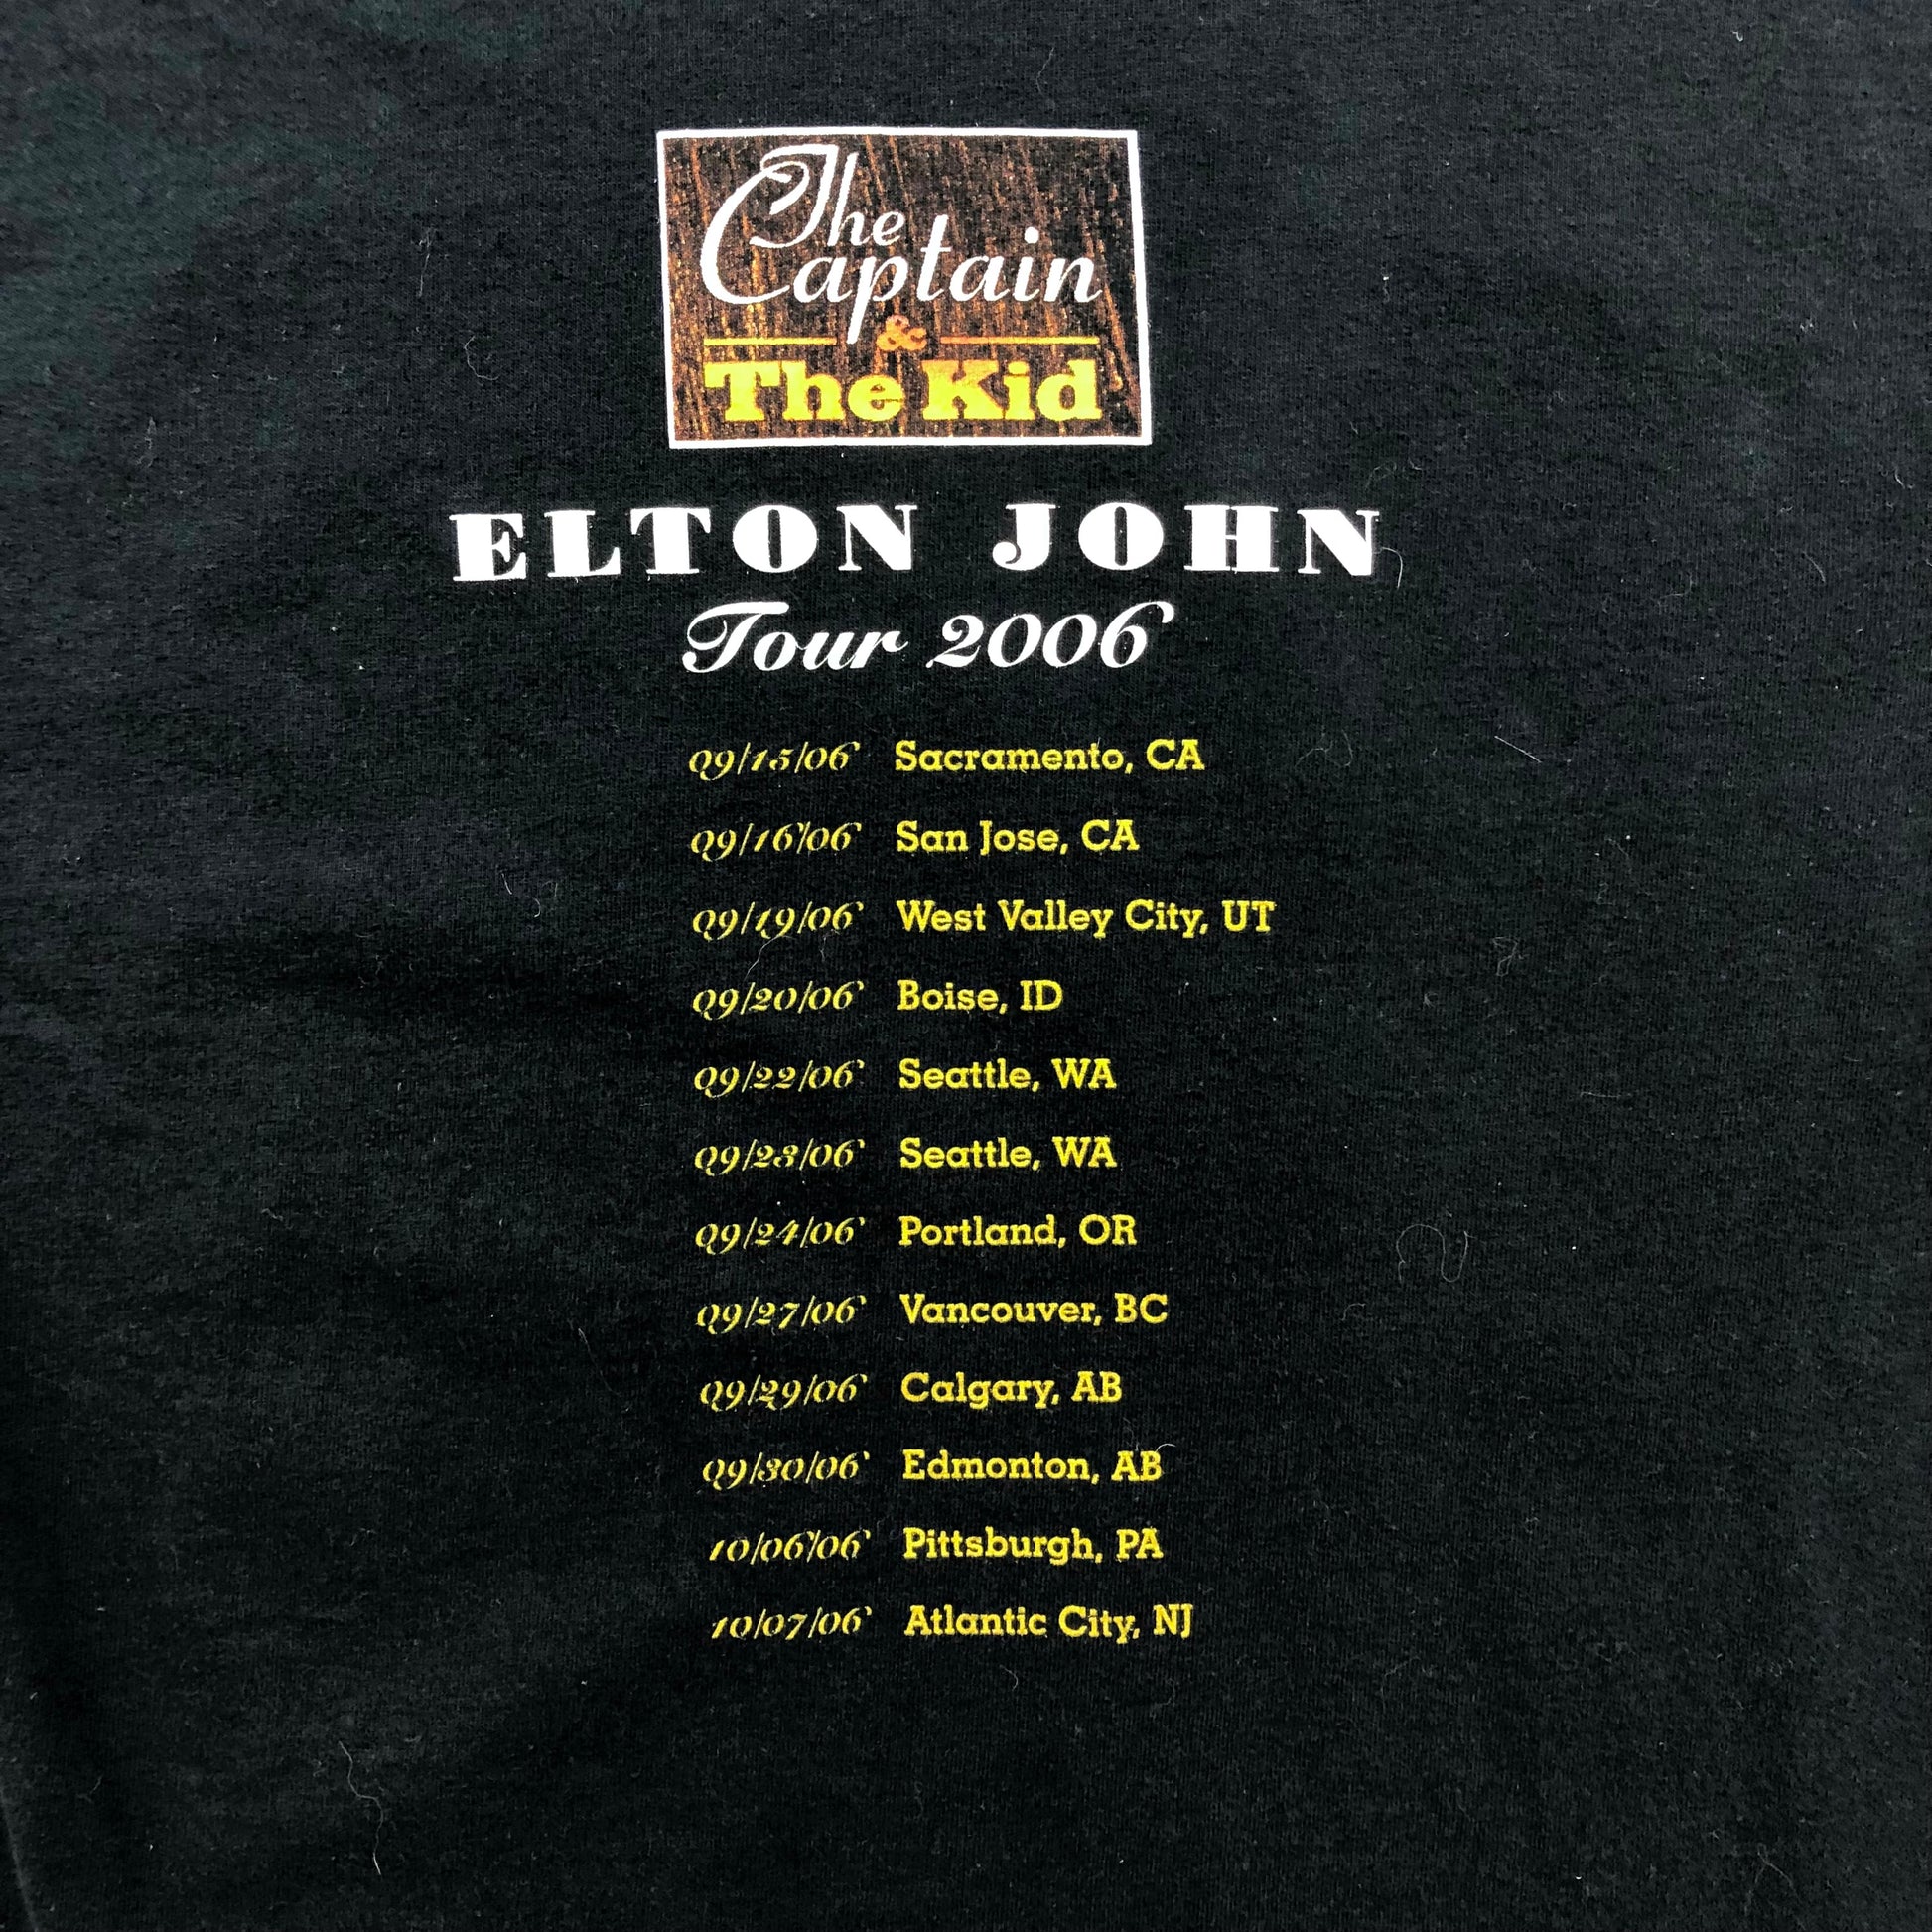 The
Captain
&
The Kid
ELTON JOHN
Tour 2006
09/15/06 Sacramento, CA
09/16/06 San Jose, CA
09/19/06 West Valley City, UT
09/20/06 Boise, ID
09/22/06 Seattle, WA
09/23/06 Seattle, WA
09/24/06 Portland, OR
09/27/06 Vancouver, BC
09/29/06 Calgary, AB
09/30/06 Edmonton, AB
10/06/06 Pittsburgh, PA
10/07/06 Atlantic City, NJ